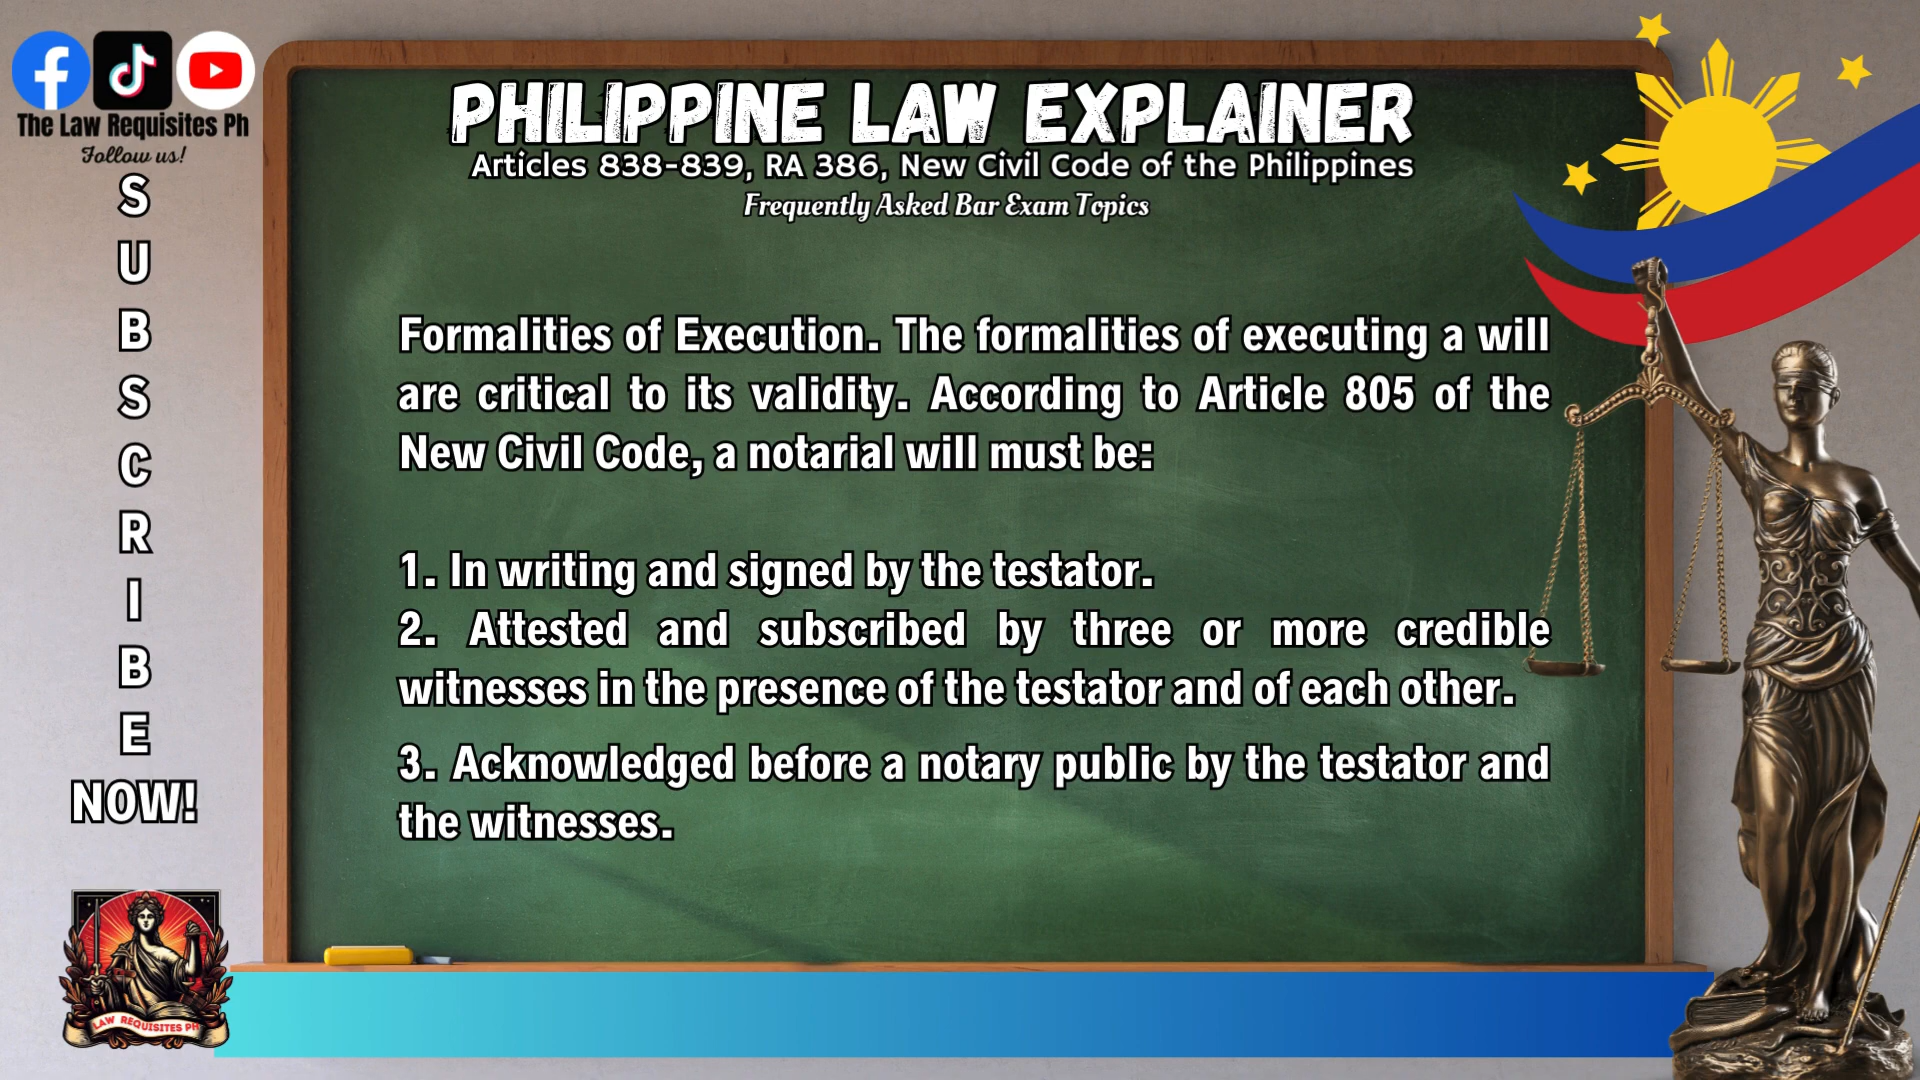 The Law Requisites Ph
Follow us!
S
U
B
S
C
R
I
B
E
NOW!
PHILIPPINE LAW EXPLAINER
Articles 838-839, RA 386, New Civil Code of the Philippines
Frequently Asked Bar Exam Topics
Formalities of Execution. The formalities of executing a will
are critical to its validity. According to Article 805 of the
New Civil Code, a notarial will must be:
1. In writing and signed by the testator.
2. Attested and subscribed by three or more credible
witnesses in the presence of the testator and of each other.
3. Acknowledged before a notary public by the testator and
the witnesses.
LAW REQUISITES PH